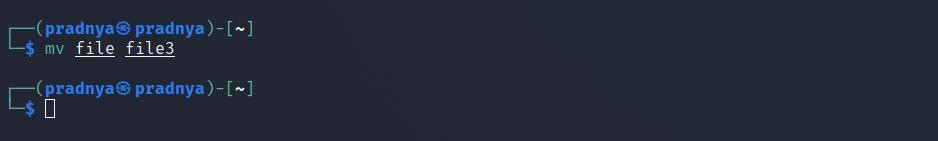 ┌──(pradnya㉿pradnya)-[~]
└─$ mv file file3
┌──(pradnya㉿pradnya)-[~]
└─$